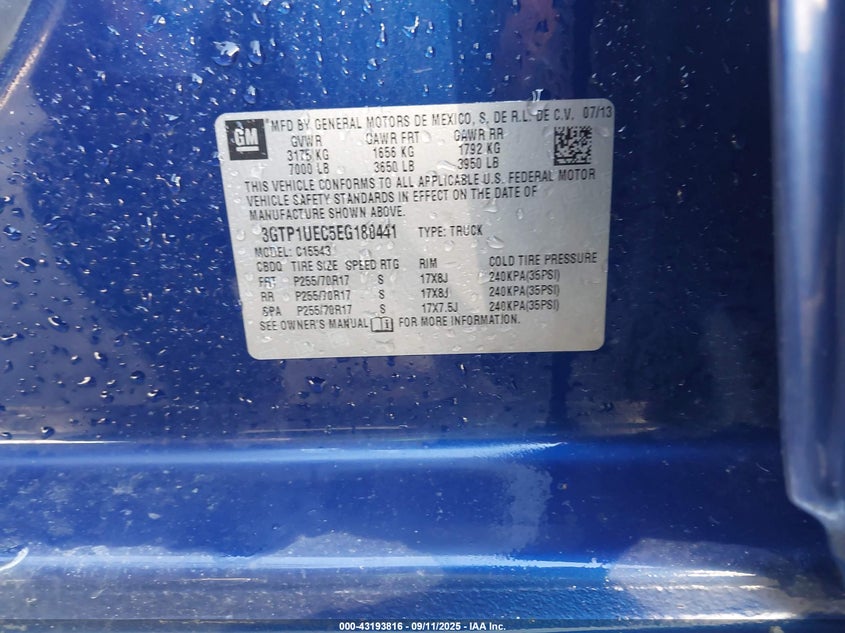 GM
MFD BY GENERAL MOTORS DE MEXICO, S. DE R.L. DE C.V. 07/13
GVWR GAWR FRT GAWR RR
3175 KG 1656 KG 1792 KG
7000 LB 3650 LB 3950 LB
THIS VEHICLE CONFORMS TO ALL APPLICABLE U.S. FEDERAL MOTOR
VEHICLE SAFETY STANDARDS IN EFFECT ON THE DATE OF
MANUFACTURE SHOWN ABOVE.
3GTP1UEC5EG180441 TYPE: TRUCK
MODEL: C15543
CBDQ TIRE SIZE SPEED RTG RIM COLD TIRE PRESSURE
FRT P255/70R17 S 17X8J 240KPA(35PSI)
RR P255/70R17 S 17X8J 240KPA(35PSI)
SPA P255/70R17 S 17X7.5J 240KPA(35PSI)
SEE OWNER'S MANUAL FOR MORE INFORMATION.
000-43193816 - 09/11/2025 - IAA Inc.